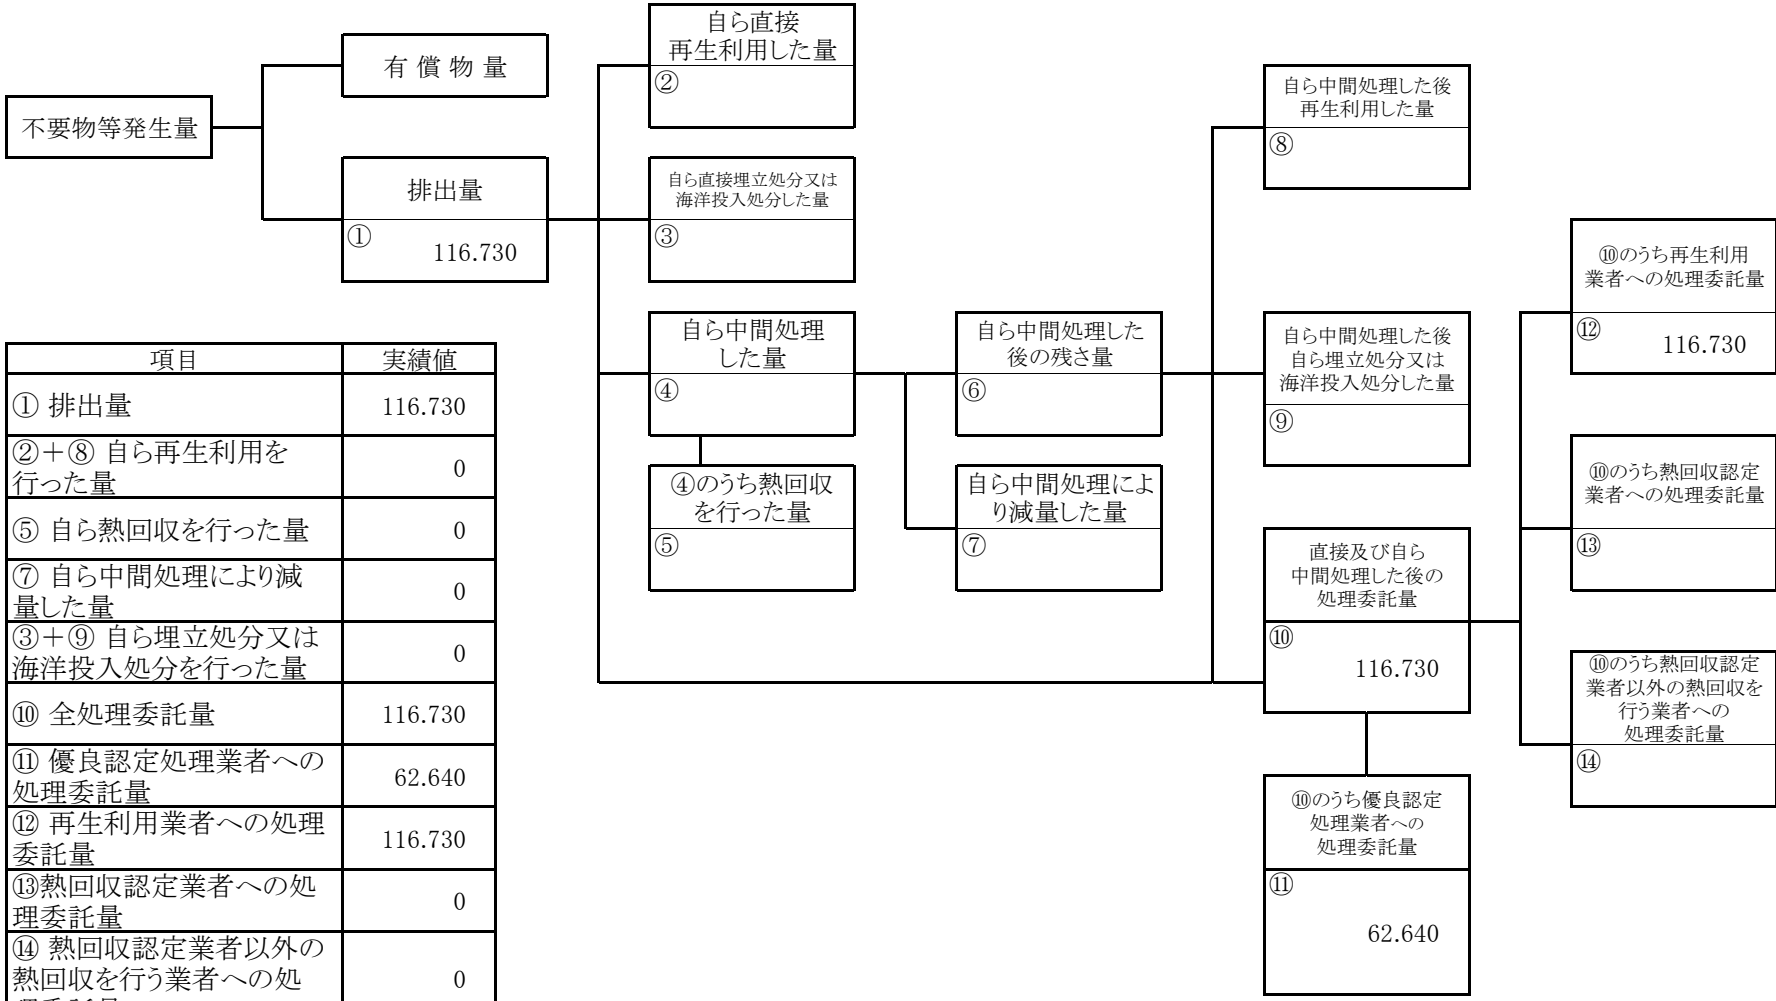 自ら直接
再生利用した量
②
有 償 物 量
不要物等発生量
排出量
①
116.730
自ら直接埋立処分又は
海洋投入処分した量
③
自ら中間処理した後
再生利用した量
⑧
自ら中間処理
した量
④
自ら中間処理した
後の残さ量
⑥
自ら中間処理した後
自ら埋立処分又は
海洋投入処分した量
⑨
④のうち熱回収
を行った量
⑤
自ら中間処理によ
り減量した量
⑦
直接及び自ら
中間処理した後の
処理委託量
⑩
116.730
⑩のうち優良認定
処理業者への
処理委託量
⑪
62.640
⑩のうち再生利用
業者への処理委託量
⑫
116.730
⑩のうち熱回収認定
業者への処理委託量
⑬
⑩のうち熱回収認定
業者以外の熱回収を
行う業者への
処理委託量
⑭
項目 実績値
① 排出量 116.730
②＋⑧ 自ら再生利用を
行った量 0
⑤ 自ら熱回収を行った量 0
⑦ 自ら中間処理により減
量した量 0
③＋⑨ 自ら埋立処分又は
海洋投入処分を行った量 0
⑩ 全処理委託量 116.730
⑪ 優良認定処理業者への
処理委託量 62.640
⑫ 再生利用業者への処理
委託量 116.730
⑬熱回収認定業者への処
理委託量 0
⑭ 熱回収認定業者以外の
熱回収を行う業者への処 0